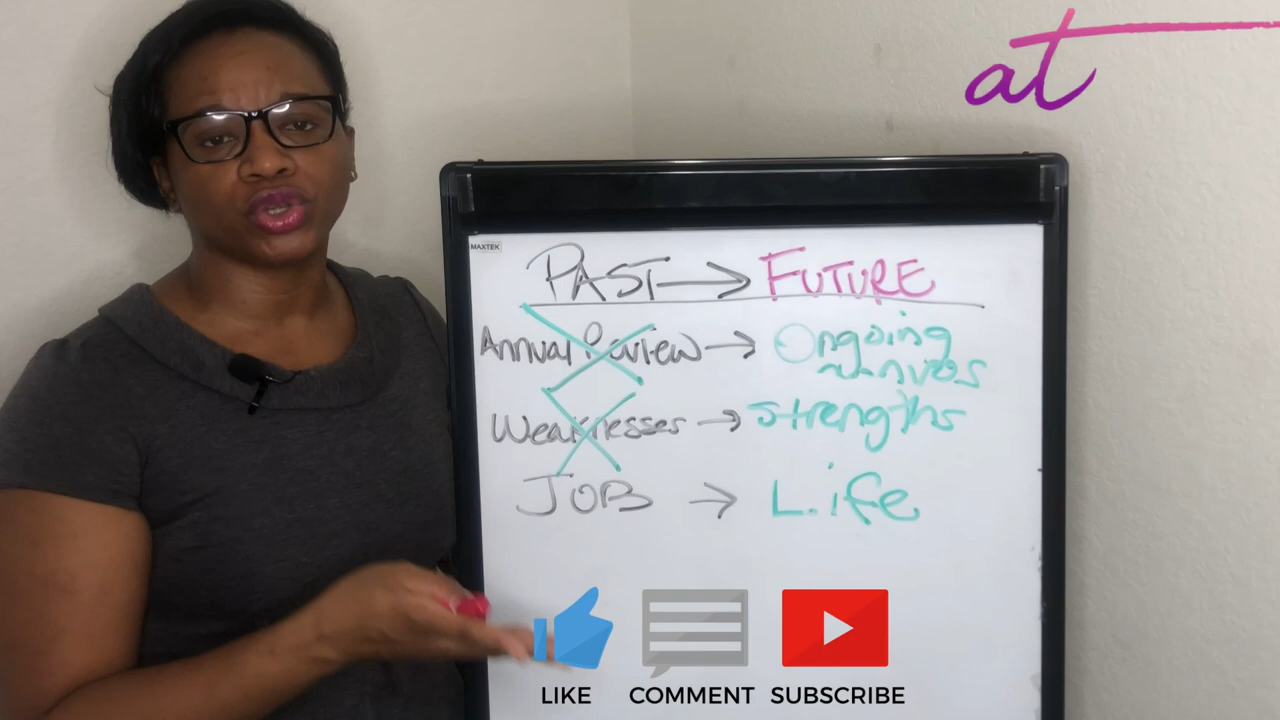 at
MAXTEK
PAST → FUTURE
Annual Review → Ongoing
Weaknesses → Strengths
JOB → Life
LIKE COMMENT SUBSCRIBE